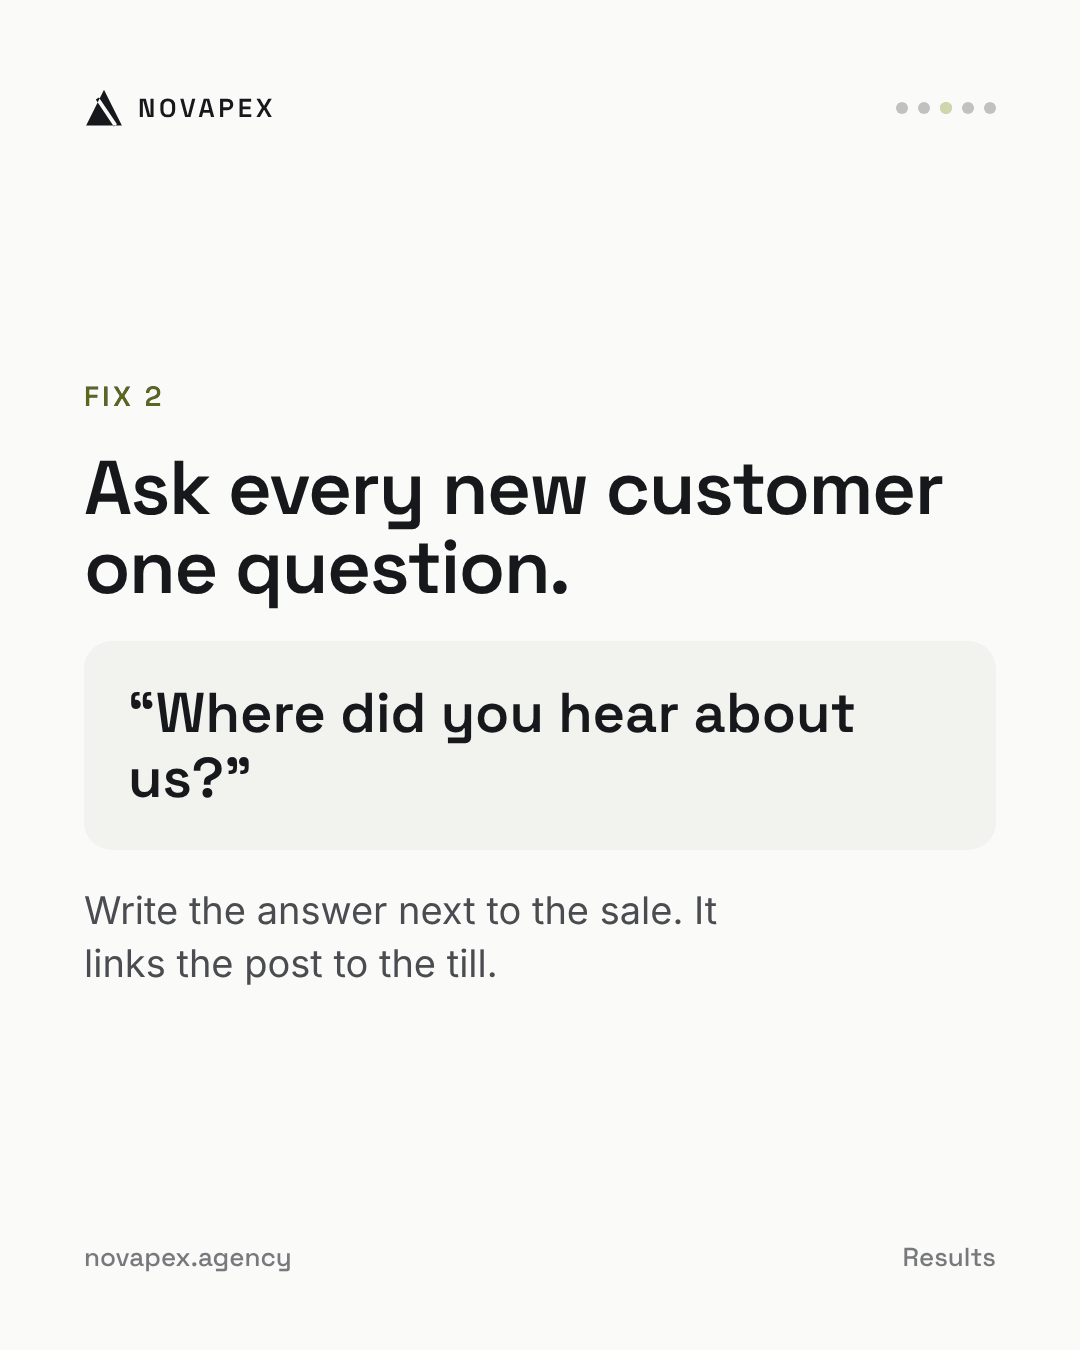 NOVAPEX
FIX 2
Ask every new customer
one question.
“Where did you hear about
us?”
Write the answer next to the sale. It
links the post to the till.
novapex.agency
Results